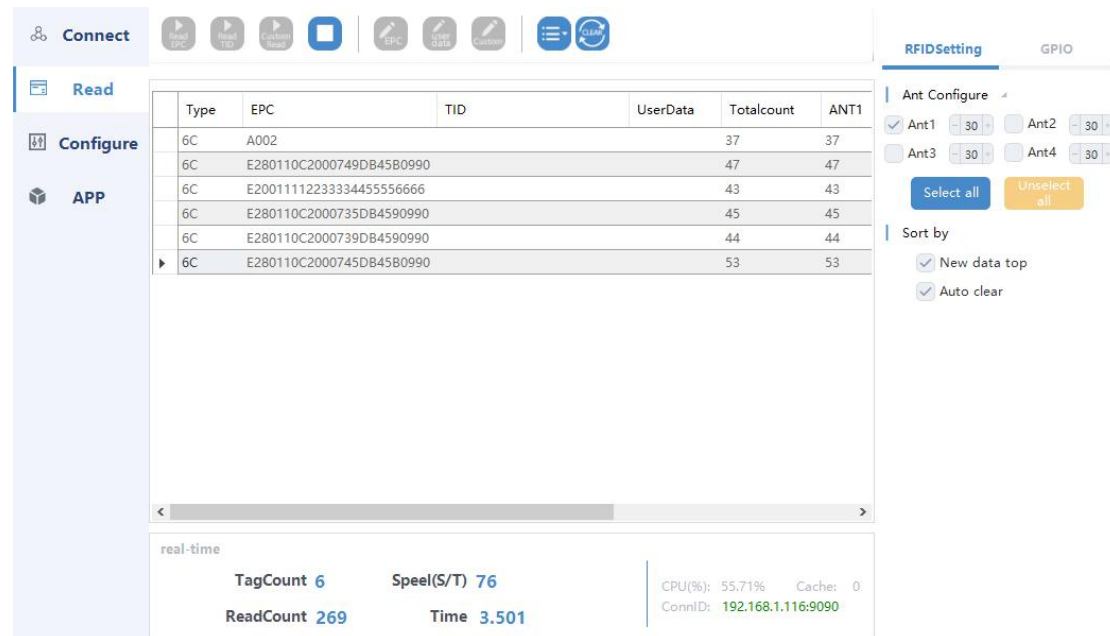 Connect
Read
Configure
APP
Read EPC
Read TID
Custom Read
EPC
user data
Custom
CLEAR
Type EPC TID UserData Totalcount ANT1
6C A002 37 37
6C E280110C2000749DB45B0990 47 47
6C E20011112233334455556666 43 43
6C E280110C2000735DB4590990 45 45
6C E280110C2000739DB4590990 44 44
6C E280110C2000745DB45B0990 53 53
real-time
TagCount 6 Speel(S/T) 76
ReadCount 269 Time 3.501
CPU(%): 55.71% Cache: 0
ConnID: 192.168.1.116:9090
RFIDSetting GPIO
Ant Configure
Ant1 - 30 + Ant2 - 30 +
Ant3 - 30 + Ant4 - 30 +
Select all Unselect all
Sort by
New data top
Auto clear